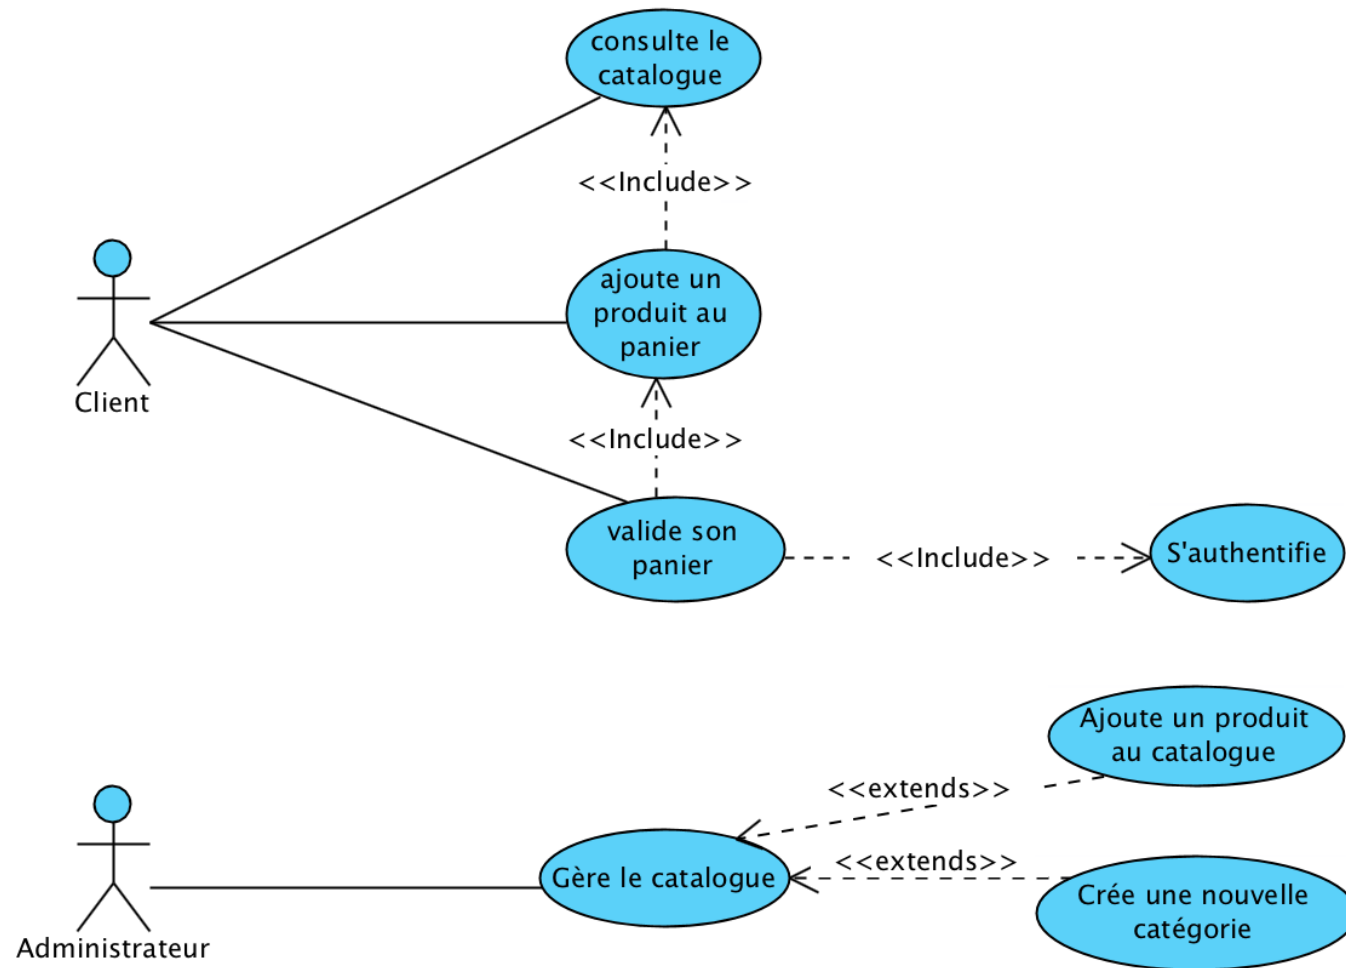 consulte le
catalogue
<<Include>>
ajoute un
produit au
panier
Client
<<Include>>
valide son
panier
<<Include>>
S'authentifie
Ajoute un produit
au catalogue
<<extends>>
Gère le catalogue
<<extends>>
Crée une nouvelle
catégorie
Administrateur